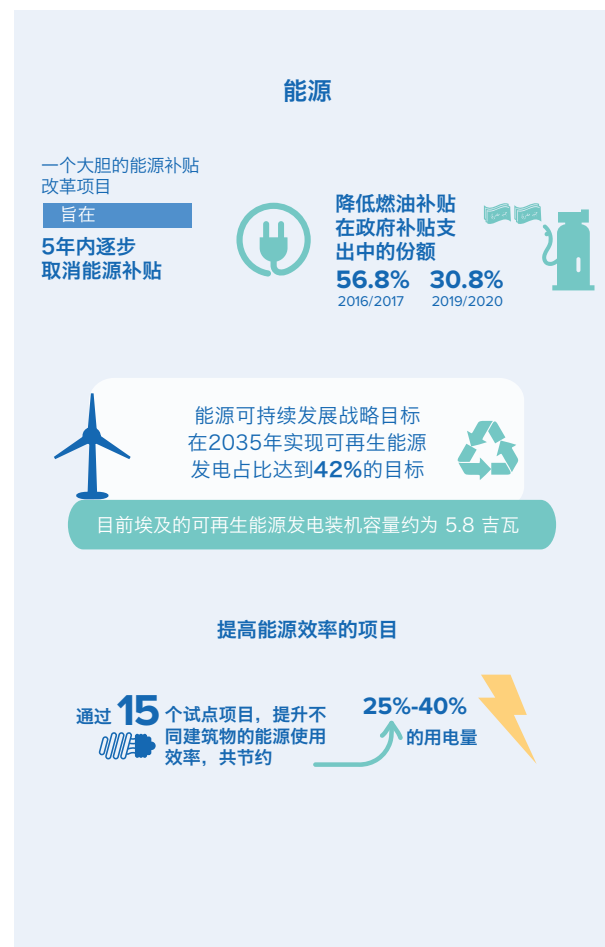 能源
一个大胆的能源补贴
改革项目
旨在
5年内逐步
取消能源补贴
降低燃油补贴
在政府补贴支
出中的份额
56.8% 30.8%
2016/2017 2019/2020
能源可持续发展战略目标
在2035年实现可再生能源
发电占比达到42%的目标
目前埃及的可再生能源发电装机容量约为 5.8 吉瓦
提高能源效率的项目
通过 15 个试点项目，提升不
同建筑物的能源使用
效率，共节约
25%-40%
的用电量